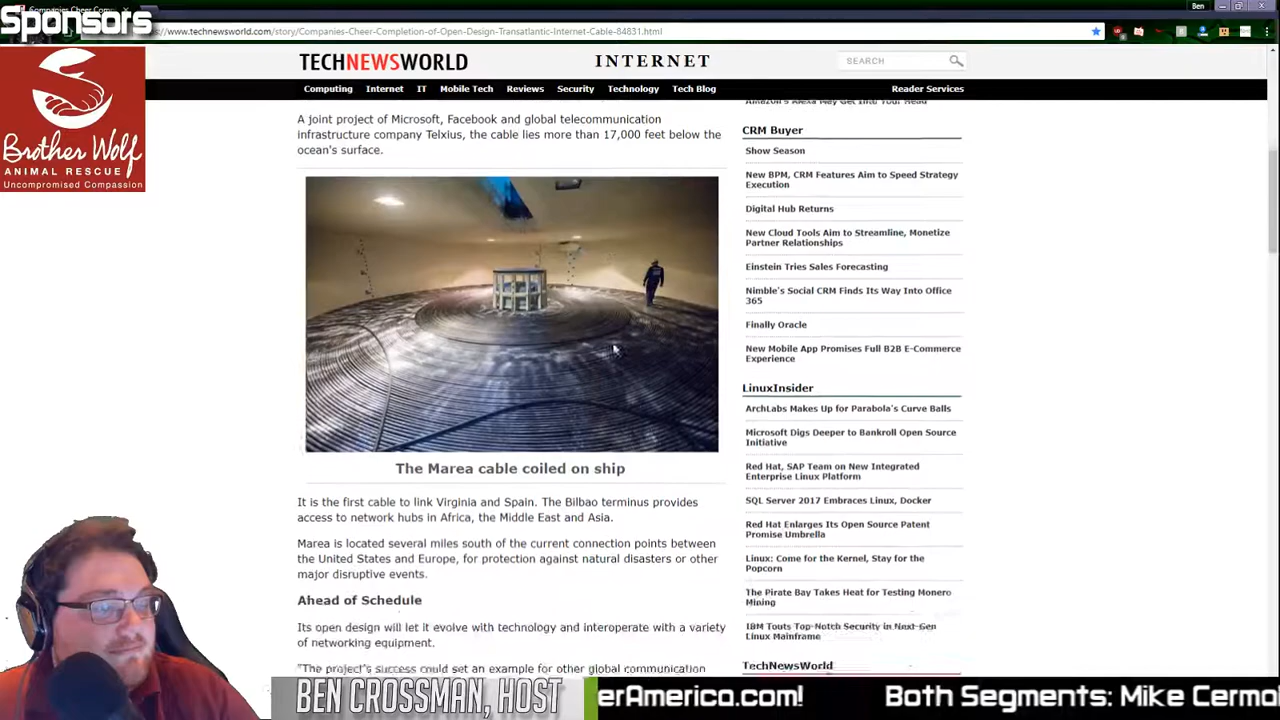 Sponsors
Companies Cheer Com
Ben
www.technewsworld.com/story/Companies-Cheer-Completion-of-Open-Design-Transatlantic-Internet-Cable-84831.html
Brother Wolf
ANIMAL RESCUE
Uncompromised Compassion
TECHNEWSWORLD
INTERNET
SEARCH
Computing
Internet
IT
Mobile Tech
Reviews
Security
Technology
Tech Blog
Reader Services
A joint project of Microsoft, Facebook and global telecommunication
infrastructure company Telxius, the cable lies more than 17,000 feet below the
ocean's surface.
The Marea cable coiled on ship
It is the first cable to link Virginia and Spain. The Bilbao terminus provides
access to network hubs in Africa, the Middle East and Asia.
Marea is located several miles south of the current connection points between
the United States and Europe, for protection against natural disasters or other
major disruptive events.
Ahead of Schedule
Its open design will let it evolve with technology and interoperate with a variety
of networking equipment.
"The project's success could set an example for other global communication
Amazon's Alexa May Get Into Your Head
CRM Buyer
Show Season
New BPM, CRM Features Aim to Speed Strategy
Execution
Digital Hub Returns
New Cloud Tools Aim to Streamline, Monetize
Partner Relationships
Einstein Tries Sales Forecasting
Nimble's Social CRM Finds Its Way Into Office
365
Finally Oracle
New Mobile App Promises Full B2B E-Commerce
Experience
LinuxInsider
ArchLabs Makes Up for Parabola's Curve Balls
Microsoft Digs Deeper to Bankroll Open Source
Initiative
Red Hat, SAP Team on New Integrated
Enterprise Linux Platform
SQL Server 2017 Embraces Linux, Docker
Red Hat Enlarges Its Open Source Patent
Promise Umbrella
Linux: Come for the Kernel, Stay for the
Popcorn
The Pirate Bay Takes Heat for Testing Monero
Mining
IBM Touts Top-Notch Security in Next-Gen
Linux Mainframe
TechNewsWorld
BEN CROSSMAN, HOST
erAmerica.com!
Both Segments: Mike Cerma